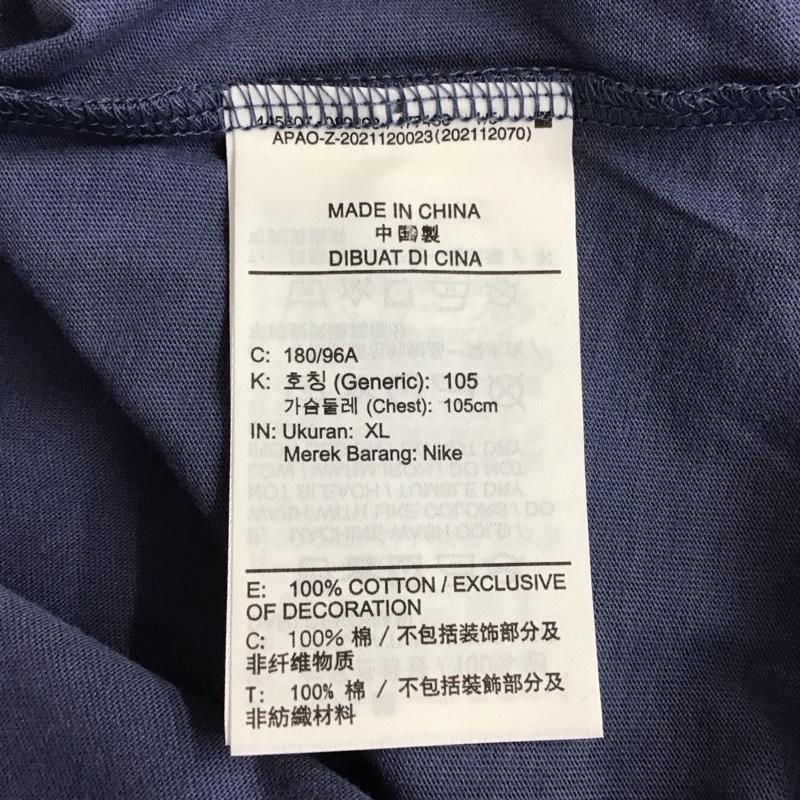 APAO-Z-2021120023(202112070)
MADE IN CHINA
中國製
DIBUAT DI CINA
C: 180/96A
K: 호칭 (Generic): 105
가슴둘레 (Chest): 105cm
IN: Ukuran: XL
Merek Barang: Nike
E: 100% COTTON / EXCLUSIVE
OF DECORATION
C: 100% 棉 / 不包括装饰部分及
非纤维物质
T: 100% 棉 / 不包括裝飾部分及
非紡織材料